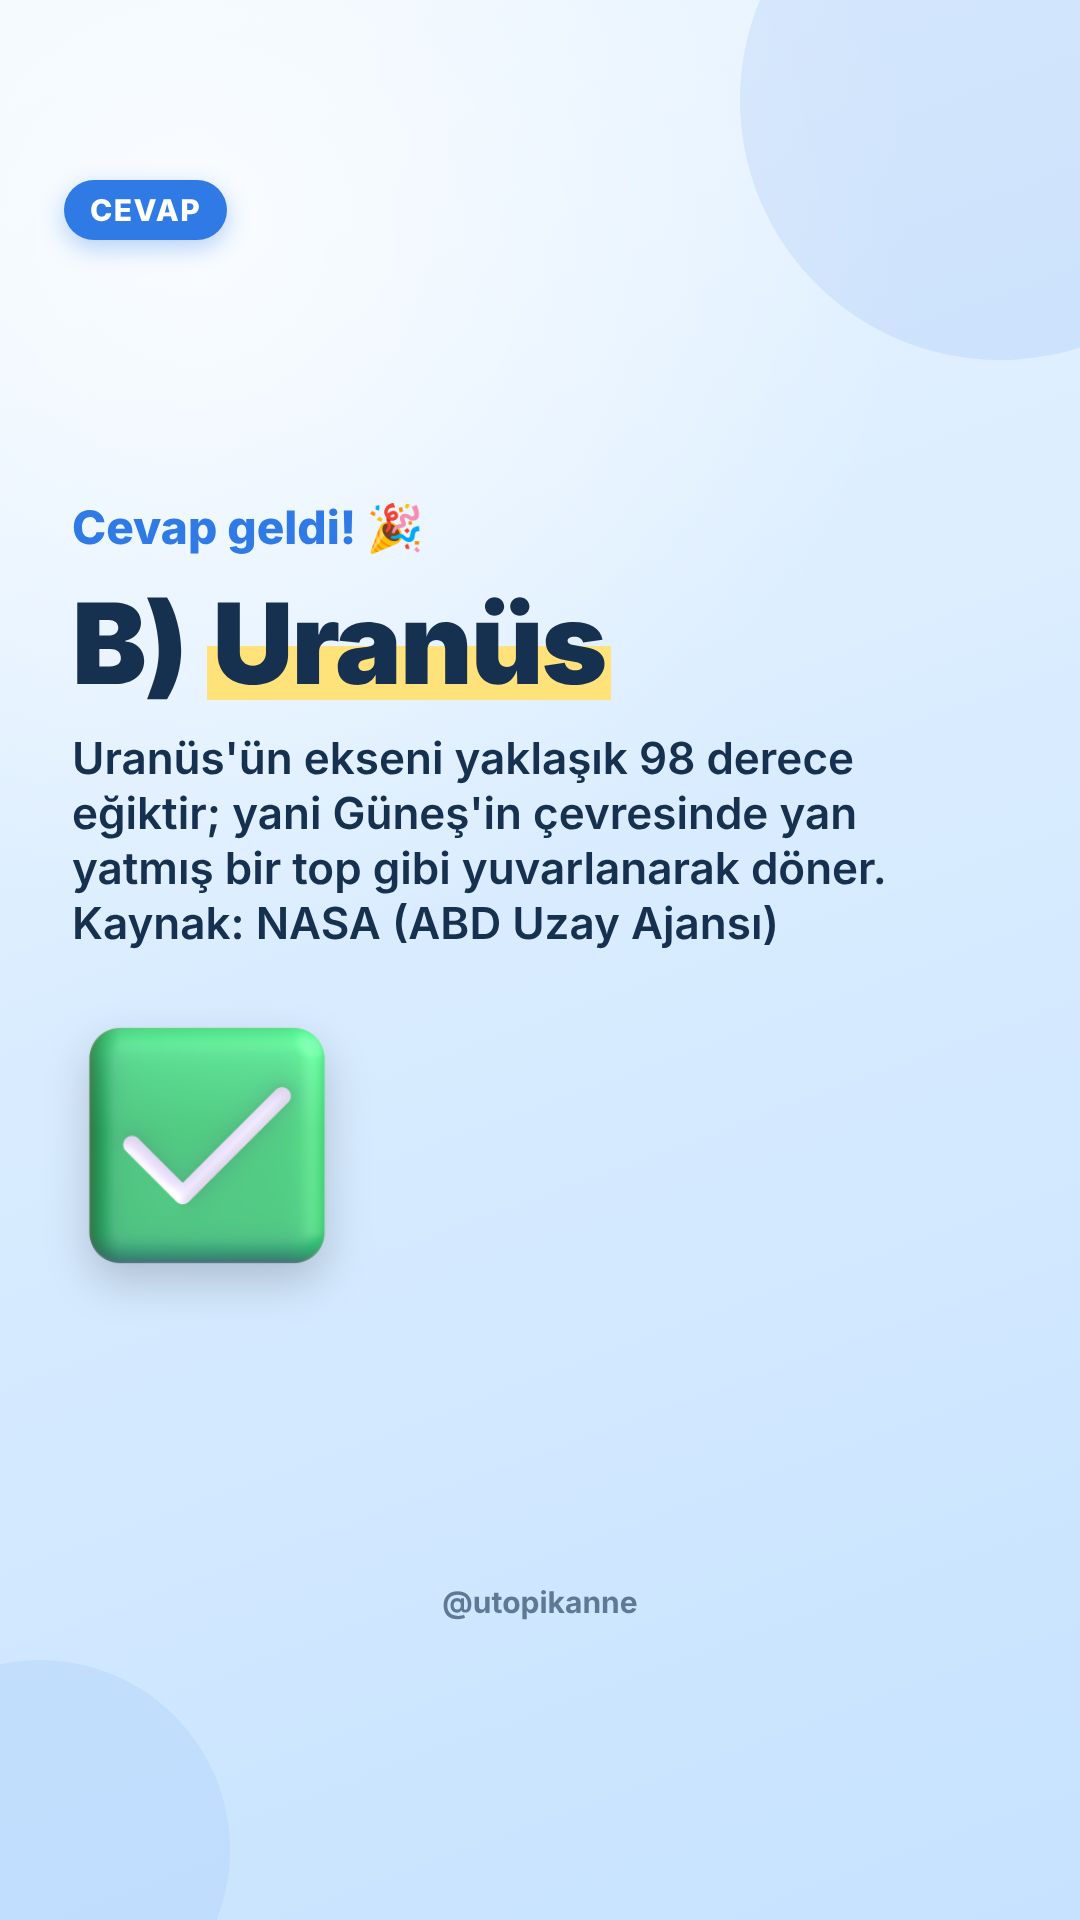 CEVAP
Cevap geldi! 🎉
B) Uranüs
Uranüs'ün ekseni yaklaşık 98 derece
eğiktir; yani Güneş'in çevresinde yan
yatmış bir top gibi yuvarlanarak döner.
Kaynak: NASA (ABD Uzay Ajansı)
@utopikanne